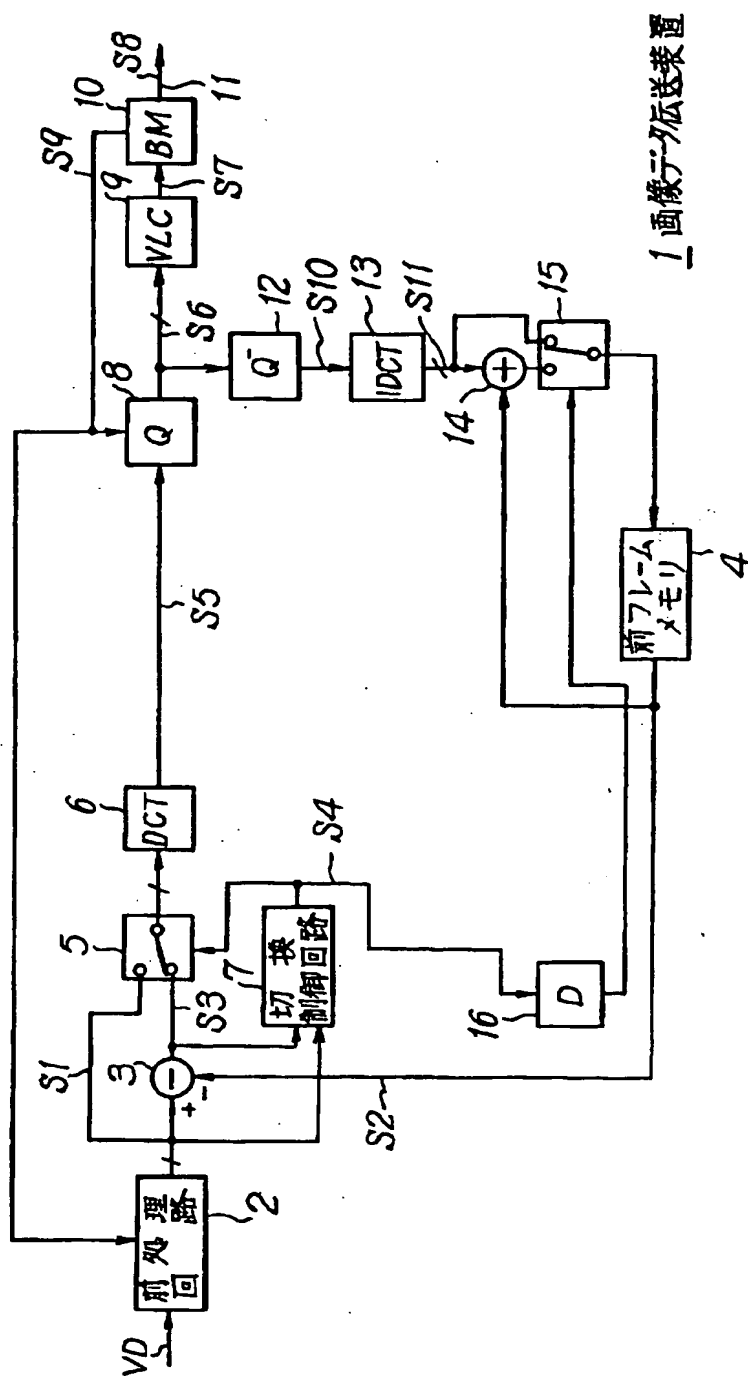 VD
前処理
回路
2
S1
3
+
-
−
S2
S3
5
切換
制御回路
7
S4
6
DCT
16
D
S5
8
Q
S6
9
VLC
S7
S9
10
BM
S8
11
12
Q⁻
S10
13
IDCT
S11
14
+
15
前フレーム
メモリ
4
1 画像データ伝送装置